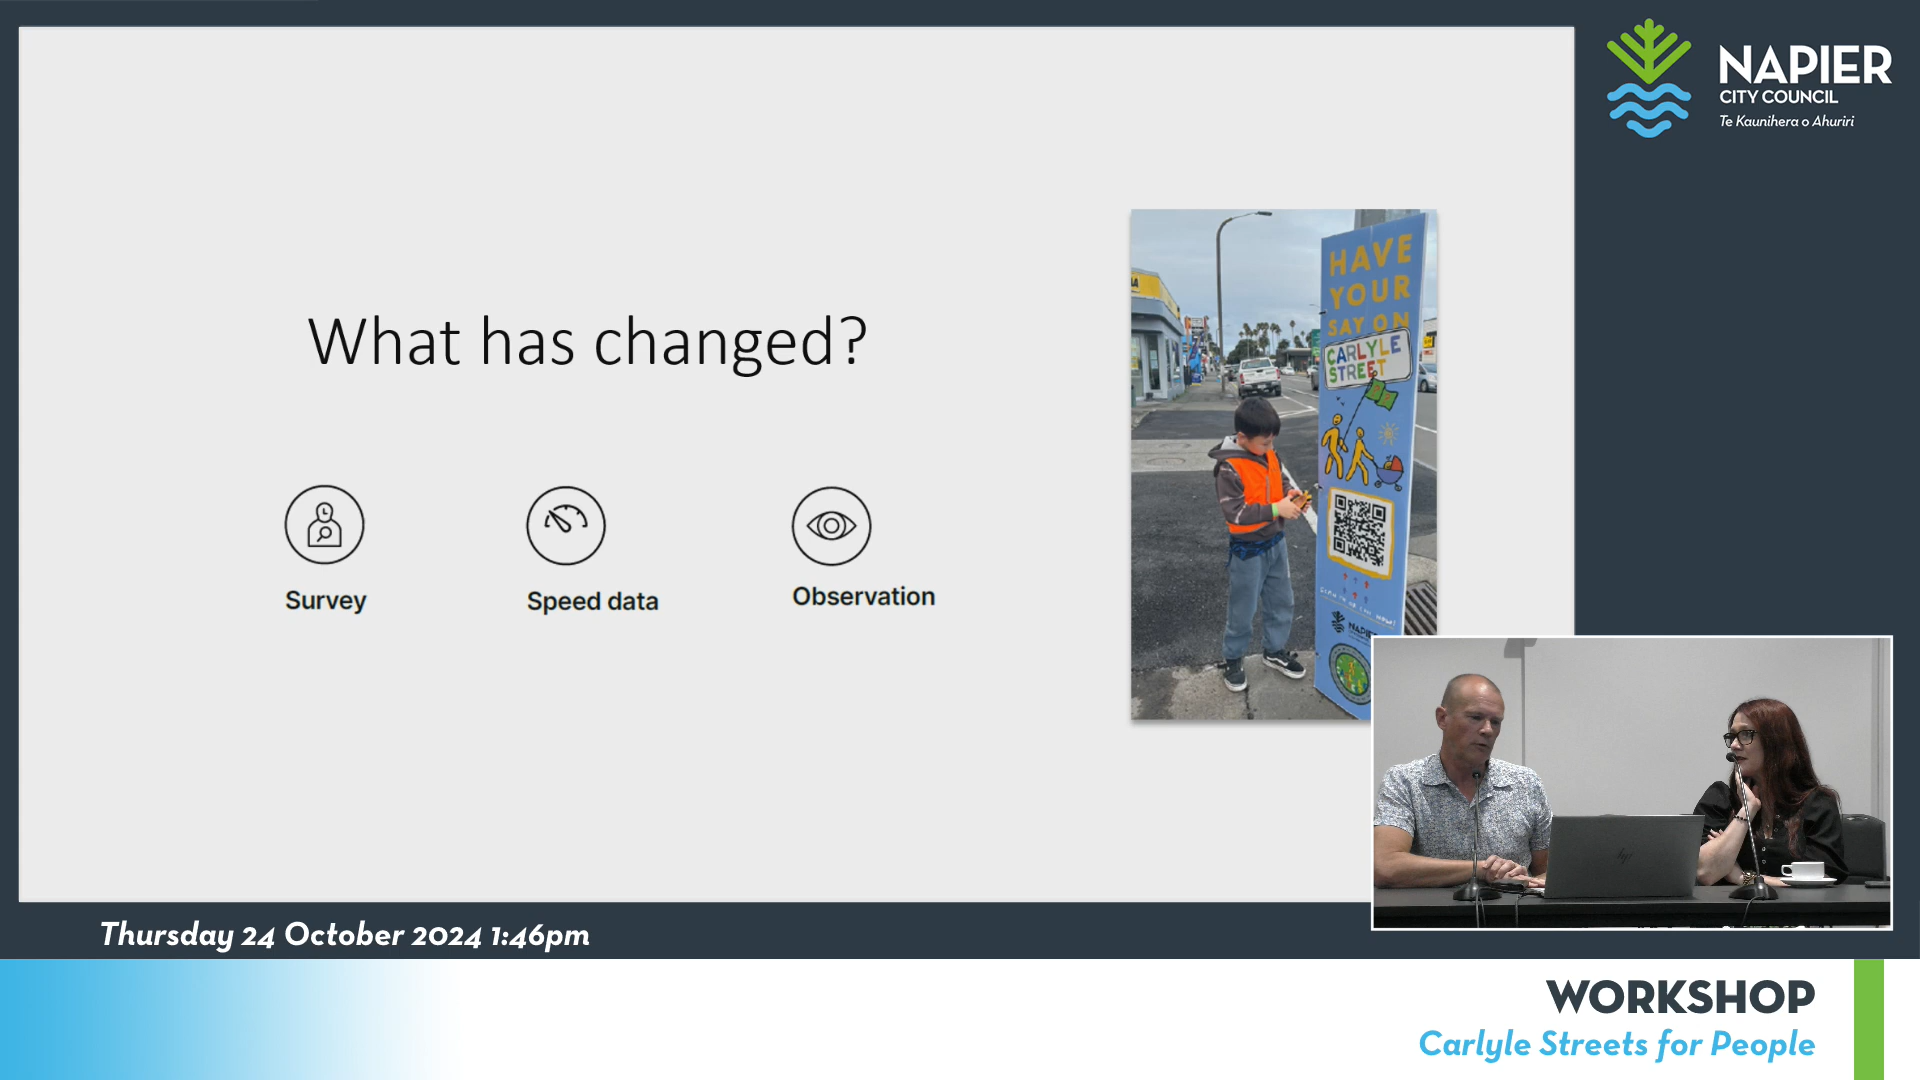 NAPIER
CITY COUNCIL
Te Kaunihera o Ahuriri
What has changed?
Survey
Speed data
Observation
HAVE
YOUR
SAY ON
CARLYLE
STREET
Thursday 24 October 2024 1:46pm
WORKSHOP
Carlyle Streets for People